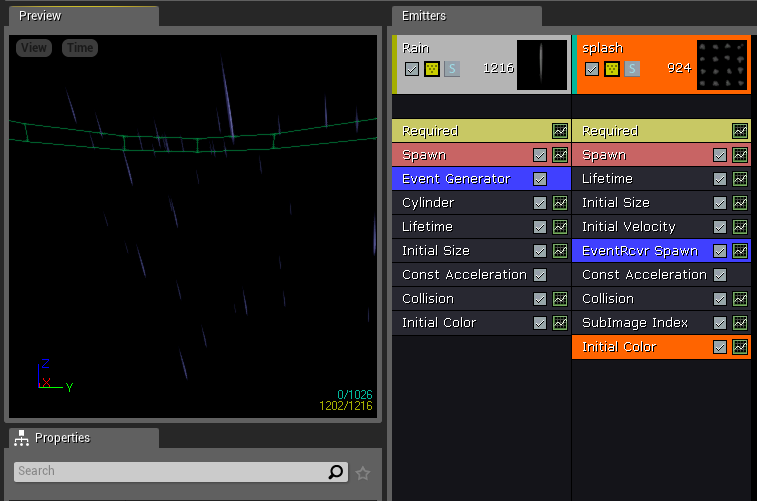 Preview
View Time
Z
X
Y
0/1026
1202/1216
Properties
Search
Emitters
Rain
S 1216
Required
Spawn
Event Generator
Cylinder
Lifetime
Initial Size
Const Acceleration
Collision
Initial Color
splash
S 924
Required
Spawn
Lifetime
Initial Size
Initial Velocity
EventRcvr Spawn
Const Acceleration
Collision
SubImage Index
Initial Color